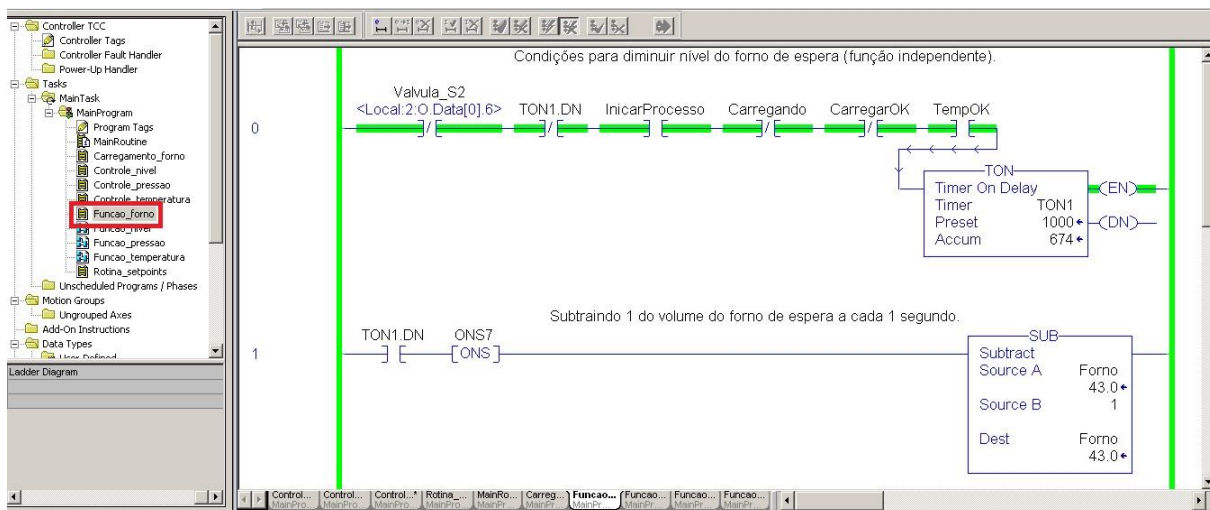 Controller TCC
Controller Tags
Controller Fault Handler
Power-Up Handler
Tasks
MainTask
MainProgram
Program Tags
MainRoutine
Carregamento_forno
Controle_nivel
Controle_pressao
Controle_temperatura
Funcao_forno
Funcao_nivel
Funcao_pressao
Funcao_temperatura
Rotina_setpoints
Unscheduled Programs / Phases
Motion Groups
Ungrouped Axes
Add-On Instructions
Data Types
User-Defined
Ladder Diagram
Condições para diminuir nível do forno de espera (função independente).
Valvula_S2
<Local:2:O.Data[0].6> TON1.DN InicarProcesso Carregando CarregarOK TempOK
0
TON
Timer On Delay (EN)
Timer TON1
Preset 1000 (DN)
Accum 674
Subtraindo 1 do volume do forno de espera a cada 1 segundo.
TON1.DN ONS7
1 [ONS]
SUB
Subtract
Source A Forno
43.0
Source B 1
Dest Forno
43.0
Control... Control... Control...* Rotina_... MainRo... Carreg... Funcao... Funcao... Funcao... Funcao...
MainPro... MainPro... MainPro... MainPr... MainPr... MainPr... MainPr... MainPr... MainPr... MainPr...